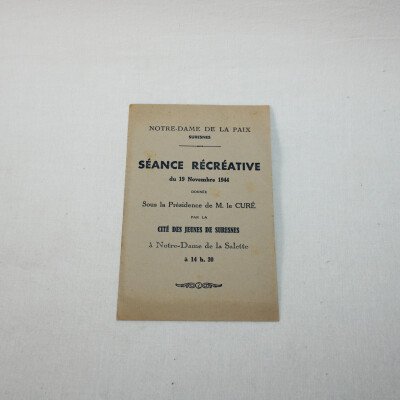 NOTRE-DAME DE LA PAIX
SURESNES
SÉANCE RÉCRÉATIVE
du 19 Novembre 1944
DONNÉE
Sous la Présidence de M. le CURÉ
PAR LA
CITÉ DES JEUNES DE SURESNES
à Notre-Dame de la Salette
à 14 h. 30